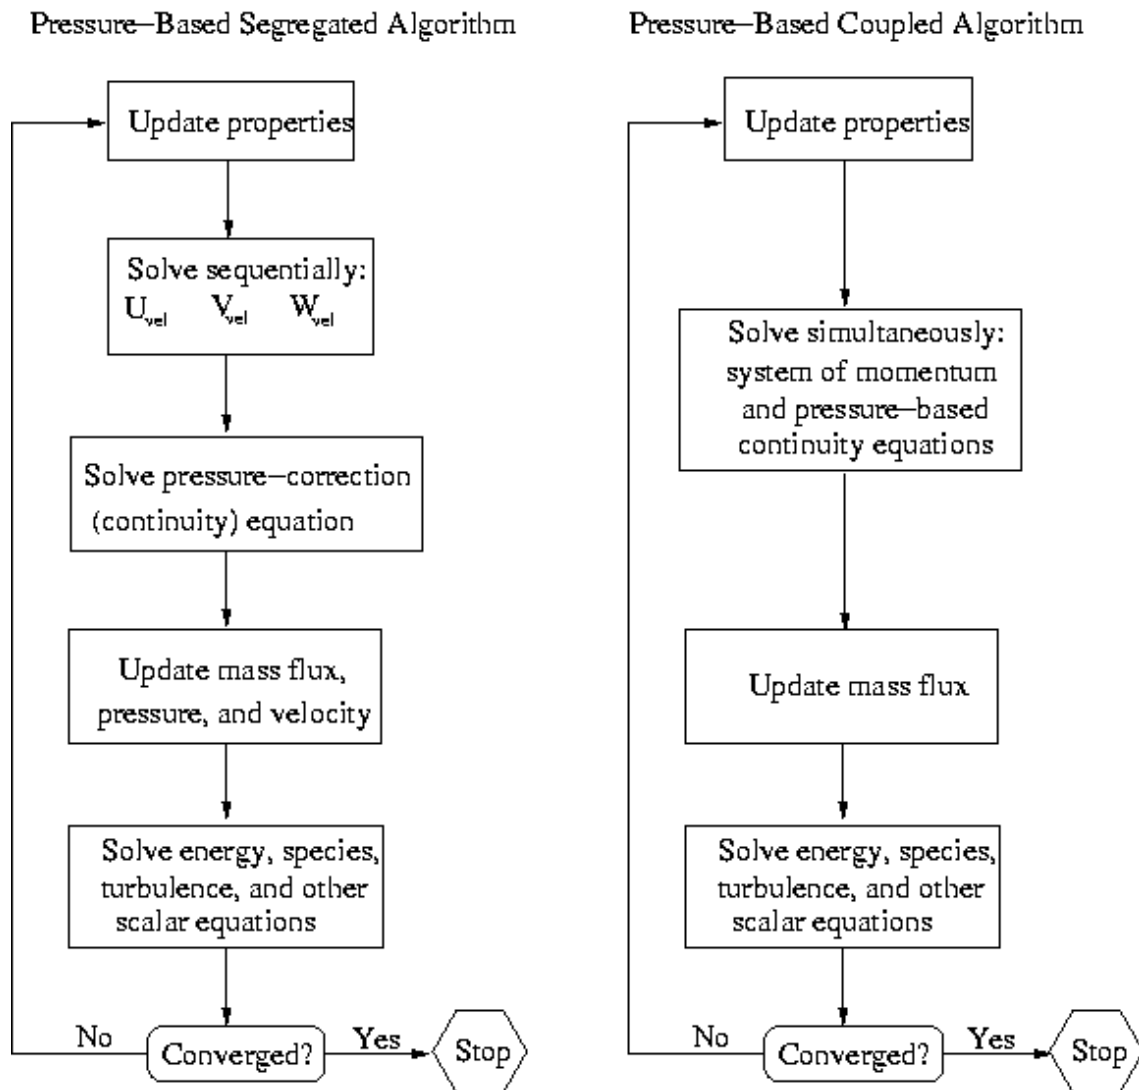 Pressure–Based Segregated Algorithm
Update properties
Solve sequentially:
U_vel V_vel W_vel
Solve pressure–correction
(continuity) equation
Update mass flux,
pressure, and velocity
Solve energy, species,
turbulence, and other
scalar equations
No
Converged?
Yes
Stop
Pressure–Based Coupled Algorithm
Update properties
Solve simultaneously:
system of momentum
and pressure–based
continuity equations
Update mass flux
Solve energy, species,
turbulence, and other
scalar equations
No
Converged?
Yes
Stop